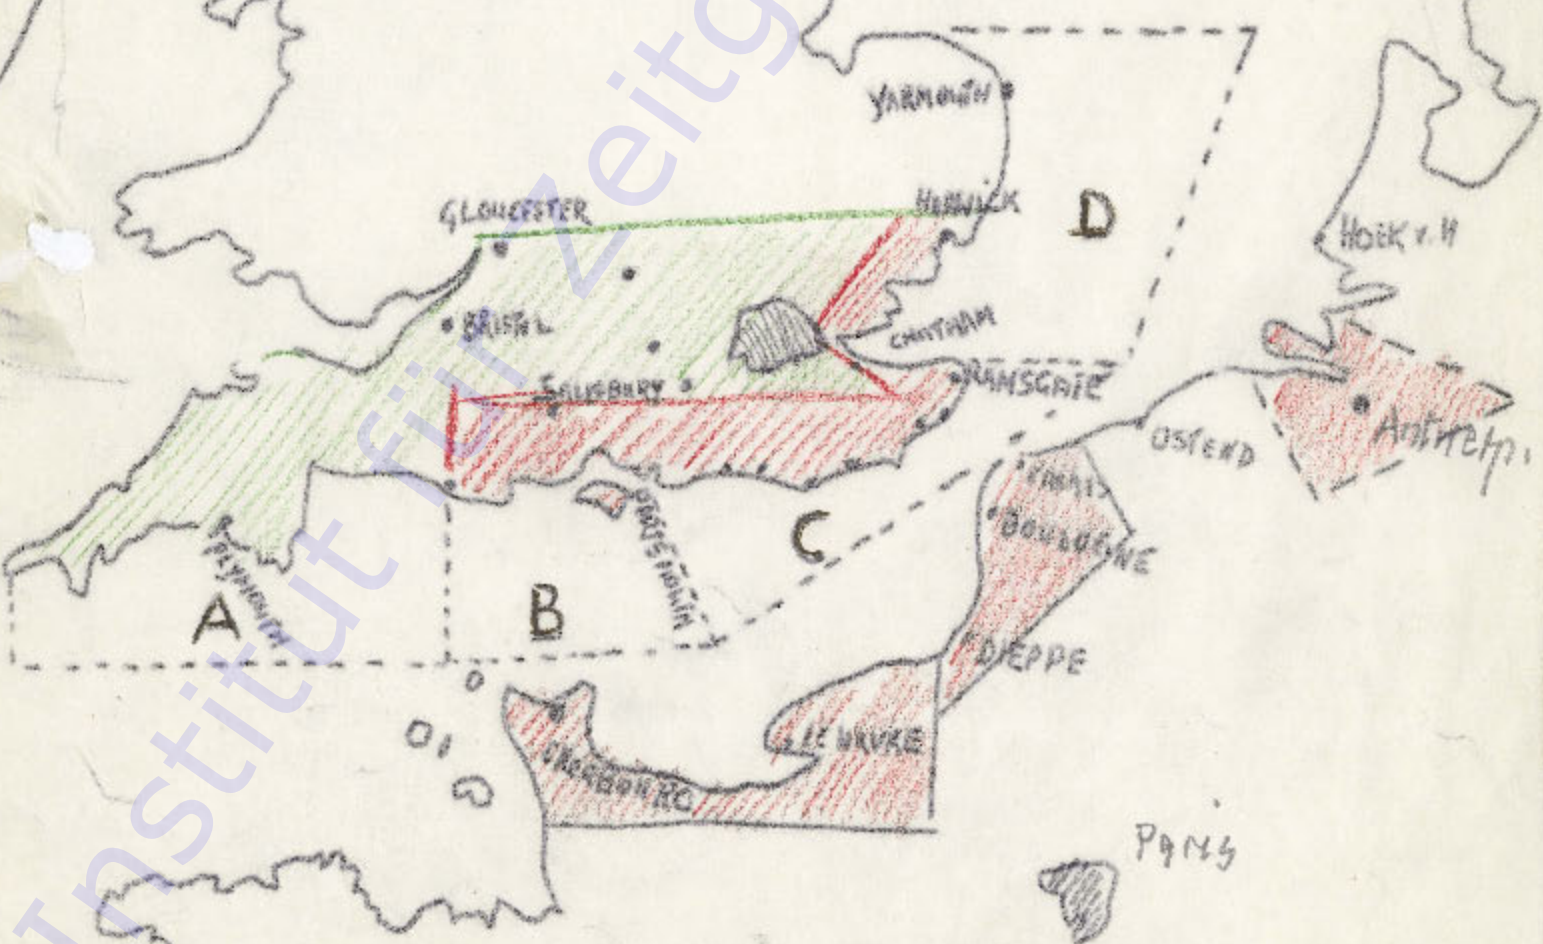 YARMOUTH
GLOUCESTER
HARWICK
D
HOEK v. H
BRISTOL
CHATHAM
SALISBURY
RAMSGATE
Antwerp.
OSTEND
PORTSMOUTH
C
BOULOGNE
PLYMOUTH
A
B
DIEPPE
LE HAVRE
CHERBOURG
Paris
Institut für Zeitg